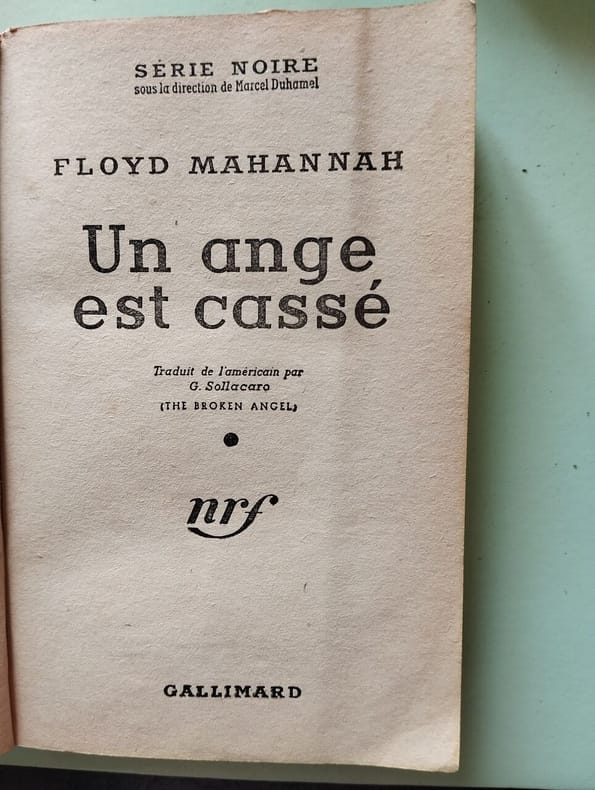 SÉRIE NOIRE
sous la direction de Marcel Duhamel
FLOYD MAHANNAH
Un ange
est cassé
Traduit de l'américain par
G. Sollacaro
(THE BROKEN ANGEL)
nrf
GALLIMARD